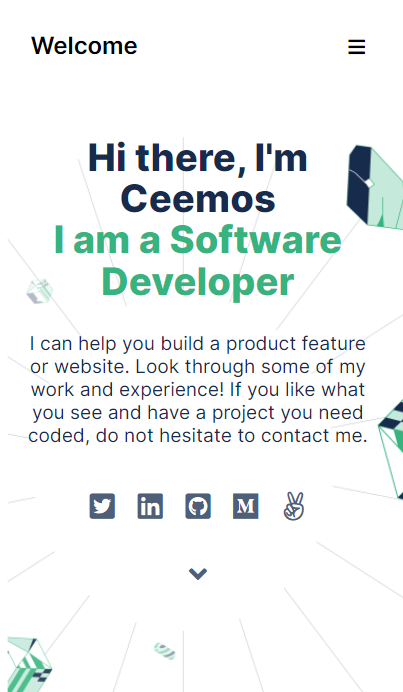 Welcome
Hi there, I'm
Ceemos
I am a Software
Developer
I can help you build a product feature
or website. Look through some of my
work and experience! If you like what
you see and have a project you need
coded, do not hesitate to contact me.